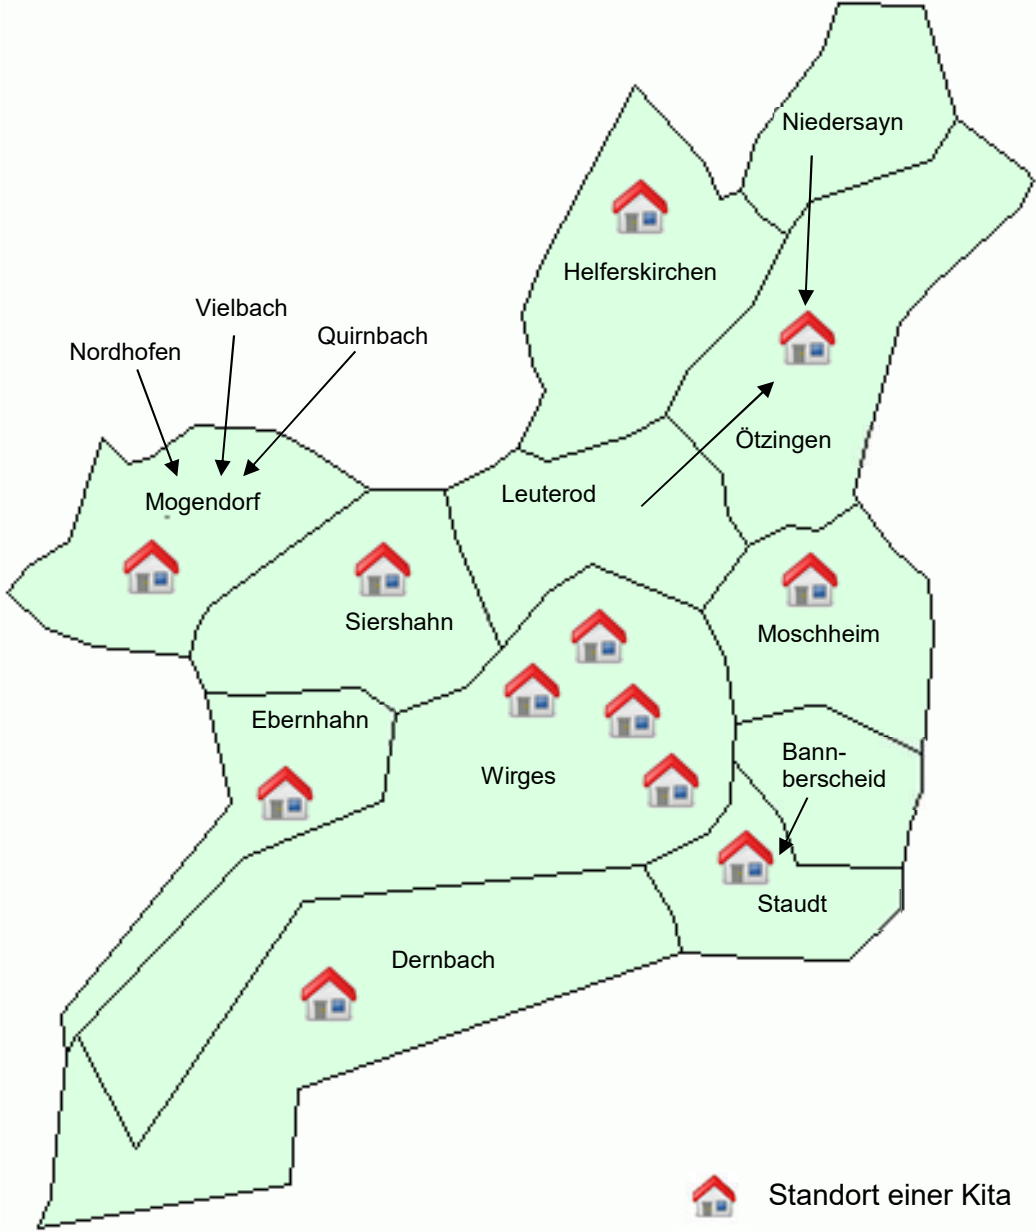 Niedersayn
Helferskirchen
Vielbach
Quirnbach
Nordhofen
Ötzingen
Leuterod
Mogendorf
Siershahn
Moschheim
Ebernhahn
Bann-
berscheid
Wirges
Staudt
Dernbach
Standort einer Kita